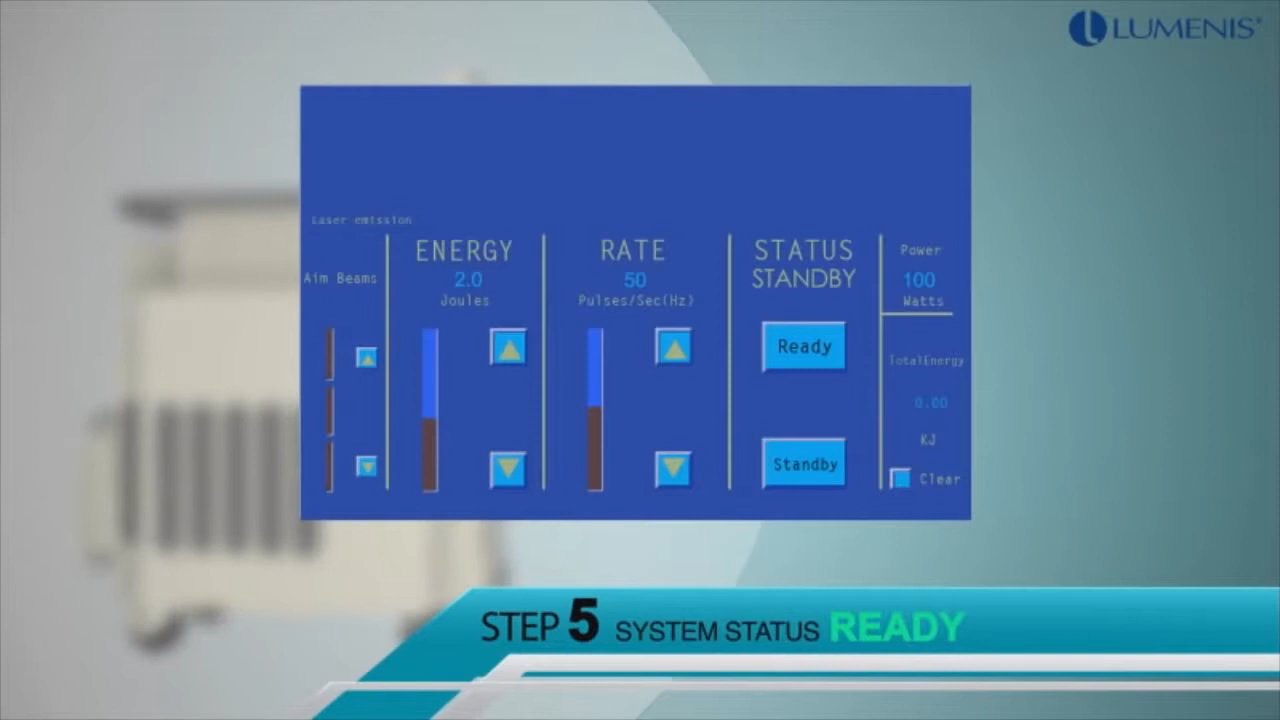 LUMENIS®
Laser emission
Aim Beams
ENERGY
2.0
Joules
RATE
50
Pulses/Sec(Hz)
STATUS
STANDBY
Ready
Standby
Power
100
Watts
TotalEnergy
0.00
KJ
Clear
STEP 5 SYSTEM STATUS READY